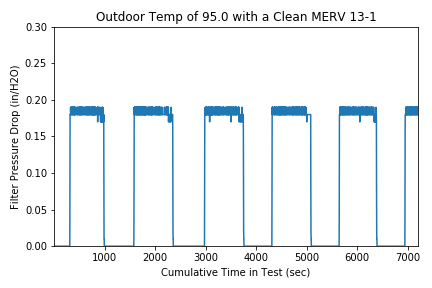 Outdoor Temp of 95.0 with a Clean MERV 13-1
Filter Pressure Drop (in/H2O)
0.30
0.25
0.20
0.15
0.10
0.05
0.00
1000 2000 3000 4000 5000 6000 7000
Cumulative Time in Test (sec)